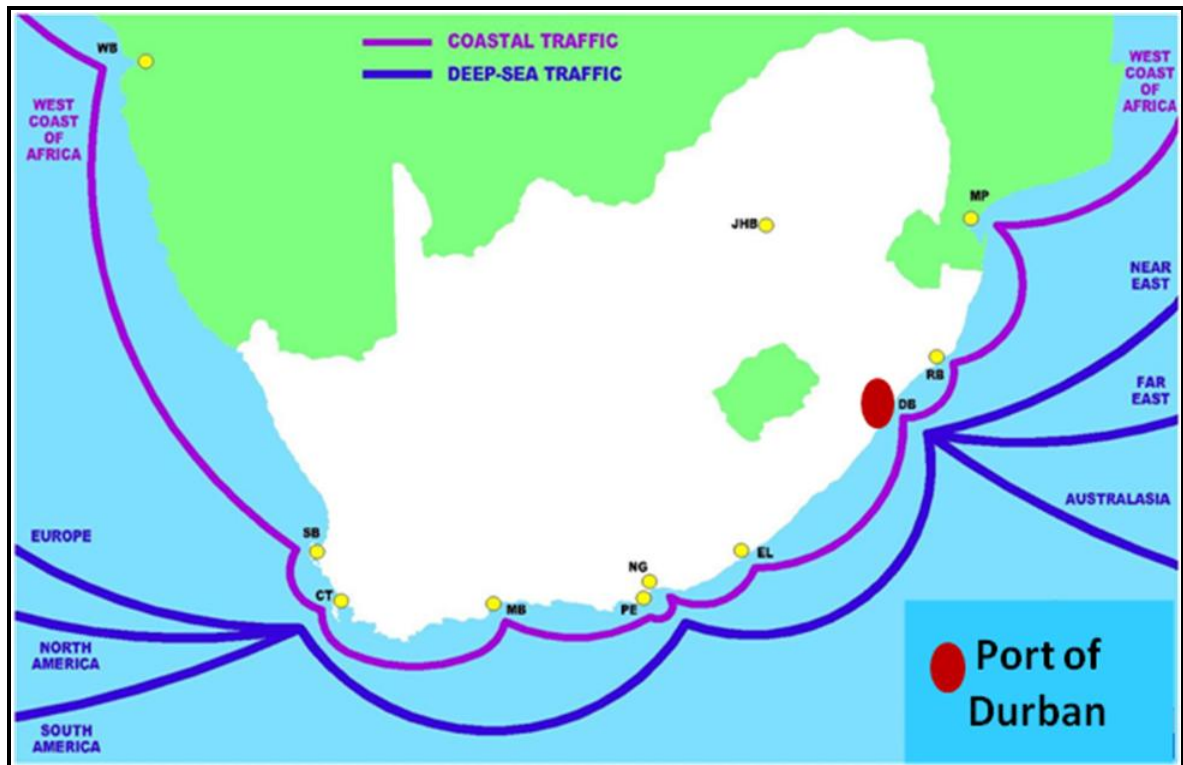 WB
COASTAL TRAFFIC
DEEP-SEA TRAFFIC
WEST
COAST
OF
AFRICA
WEST
COAST
OF
AFRICA
MP
JHB
NEAR
EAST
RB
FAR
EAST
DB
AUSTRALASIA
SB
EUROPE
EL
NG
CT
MB
PE
NORTH
AMERICA
SOUTH
AMERICA
Port of
Durban